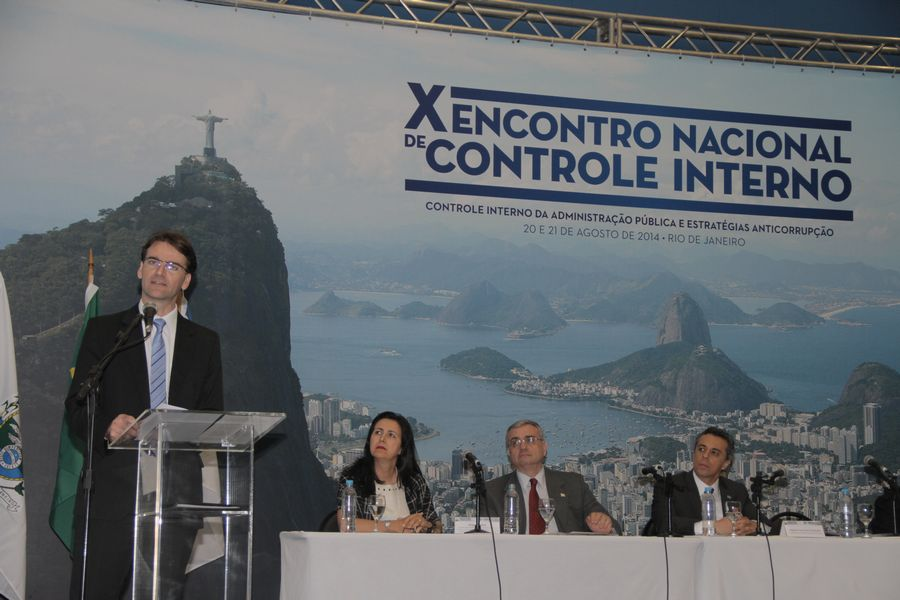 X ENCONTRO NACIONAL
DE CONTROLE INTERNO
CONTROLE INTERNO DA ADMINISTRAÇÃO PÚBLICA E ESTRATÉGIAS ANTICORRUPÇÃO
20 E 21 DE AGOSTO DE 2014 • RIO DE JANEIRO